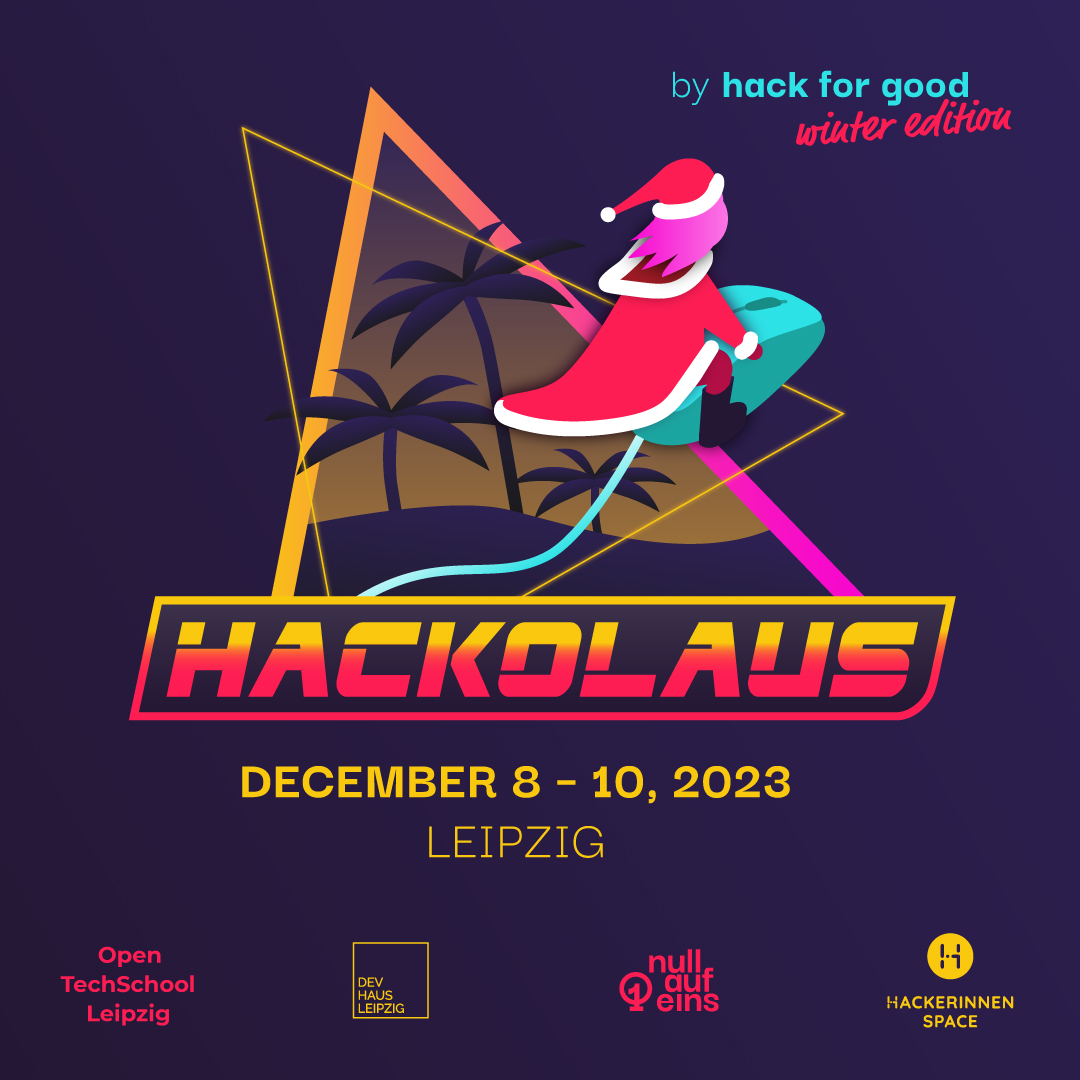 by hack for good
winter edition
HACKOLAUS
DECEMBER 8 – 10, 2023
LEIPZIG
Open
TechSchool
Leipzig
DEV
HAUS
LEIPZIG
null
auf
eins
HACKERINNEN
SPACE